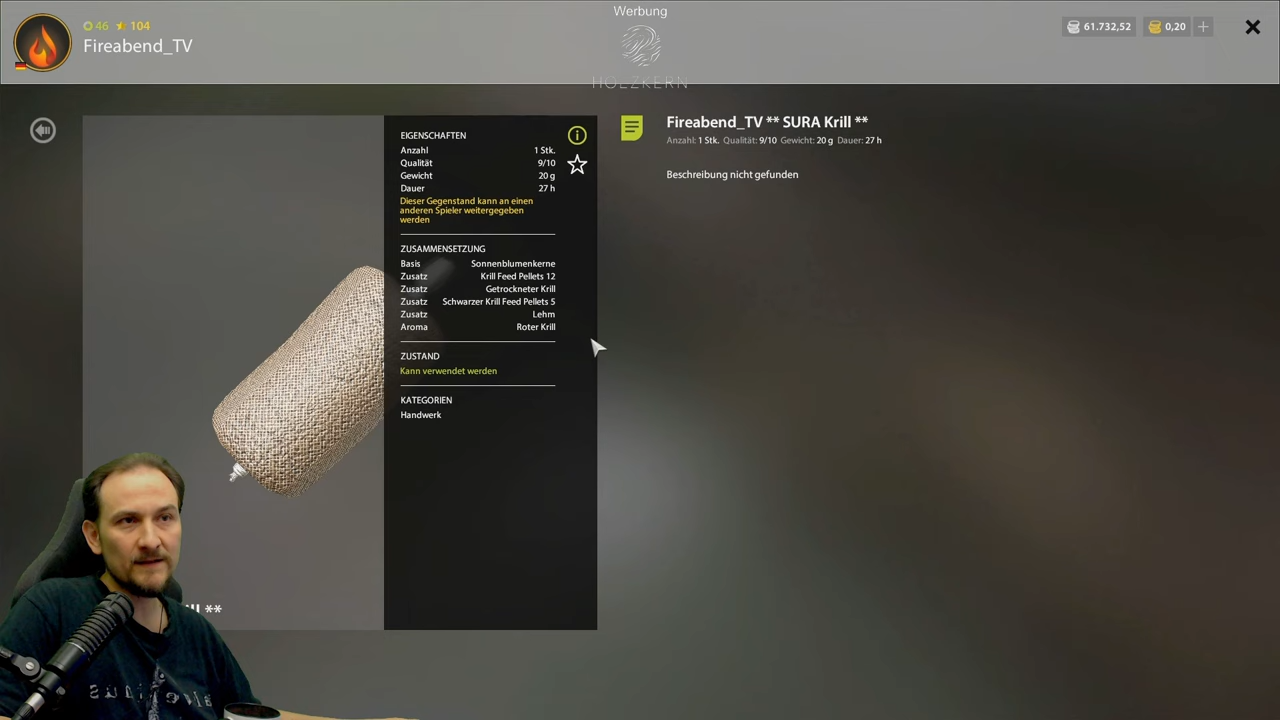 Werbung
46 104
61.732,52
0,20
Fireabend_TV
HOLZKERN
EIGENSCHAFTEN
Anzahl 1 Stk.
Qualität 9/10
Gewicht 20 g
Dauer 27 h
Dieser Gegenstand kann an einen
anderen Spieler weitergegeben
werden
ZUSAMMENSETZUNG
Basis Sonnenblumenkerne
Zusatz Krill Feed Pellets 12
Zusatz Getrockneter Krill
Zusatz Schwarzer Krill Feed Pellets 5
Zusatz Lehm
Aroma Roter Krill
ZUSTAND
Kann verwendet werden
KATEGORIEN
Handwerk
Fireabend_TV ** SURA Krill **
Anzahl: 1 Stk. Qualität: 9/10 Gewicht: 20 g Dauer: 27 h
Beschreibung nicht gefunden
**